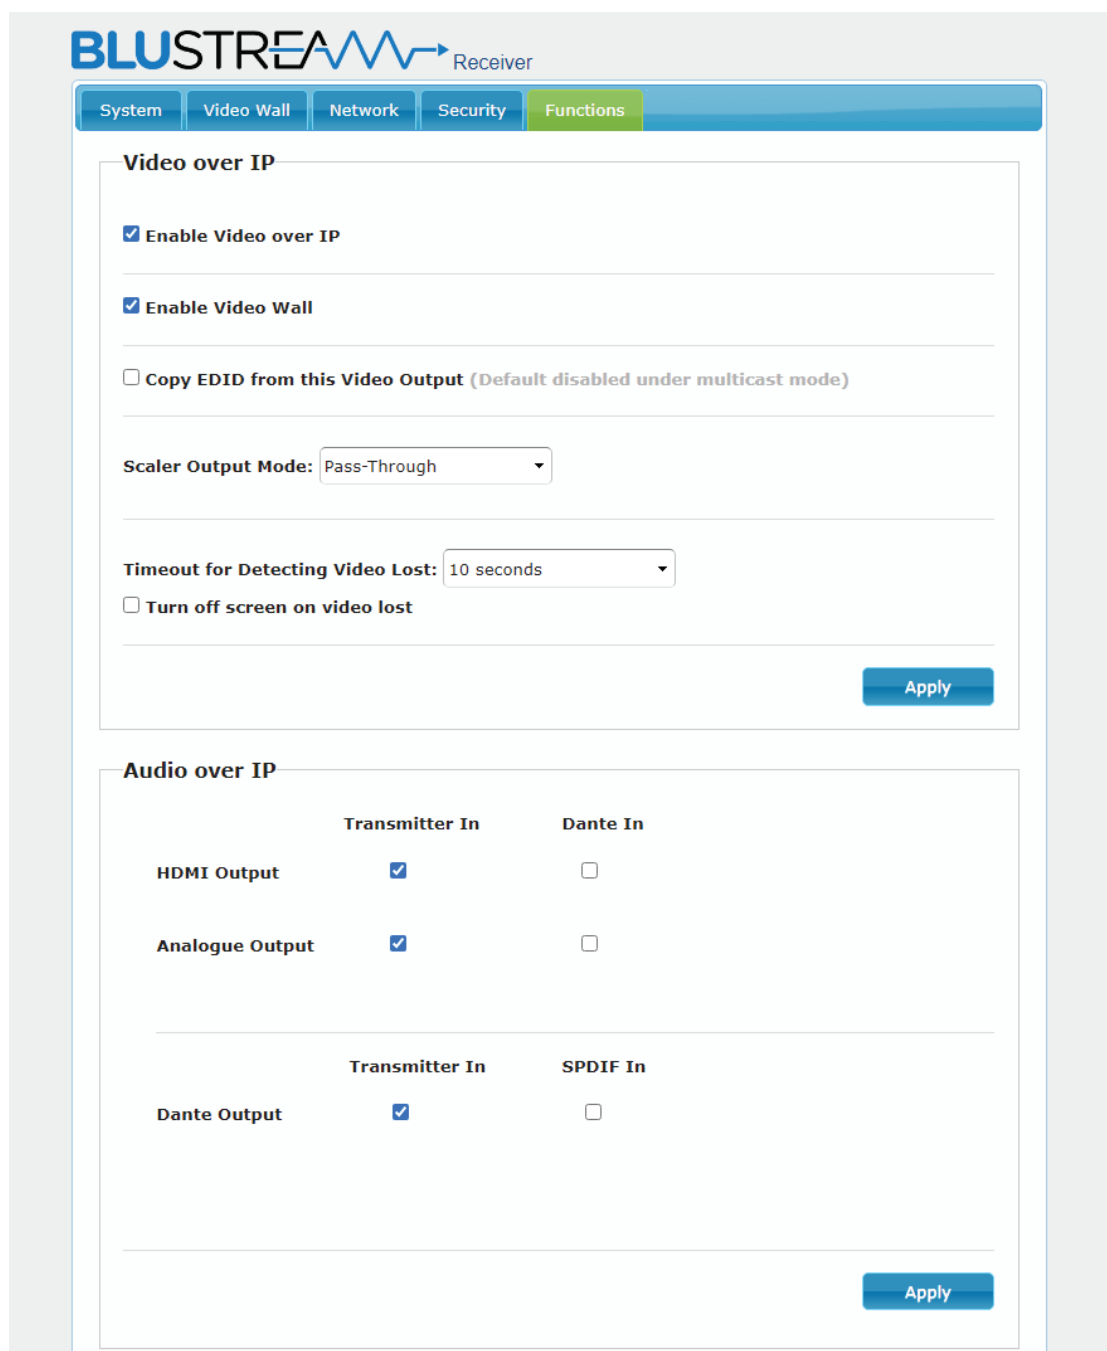 BLUSTREAM Receiver
System Video Wall Network Security Functions
Video over IP
Enable Video over IP
Enable Video Wall
Copy EDID from this Video Output (Default disabled under multicast mode)
Scaler Output Mode: Pass-Through
Timeout for Detecting Video Lost: 10 seconds
Turn off screen on video lost
Apply
Audio over IP
Transmitter In Dante In
HDMI Output
Analogue Output
Transmitter In SPDIF In
Dante Output
Apply